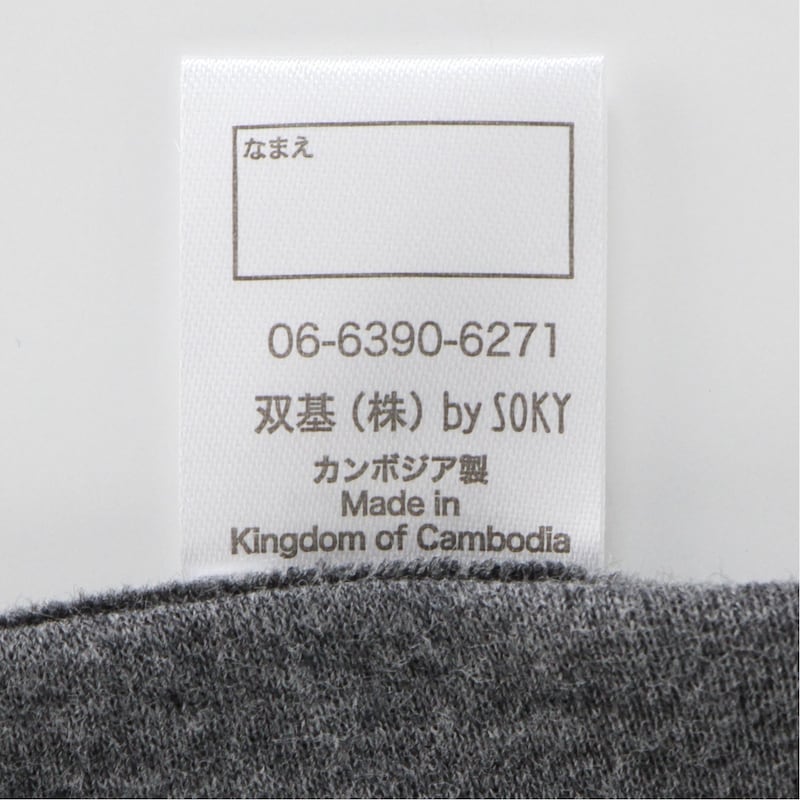 なまえ
06-6390-6271
双基（株）by SOKY
カンボジア製
Made in
Kingdom of Cambodia